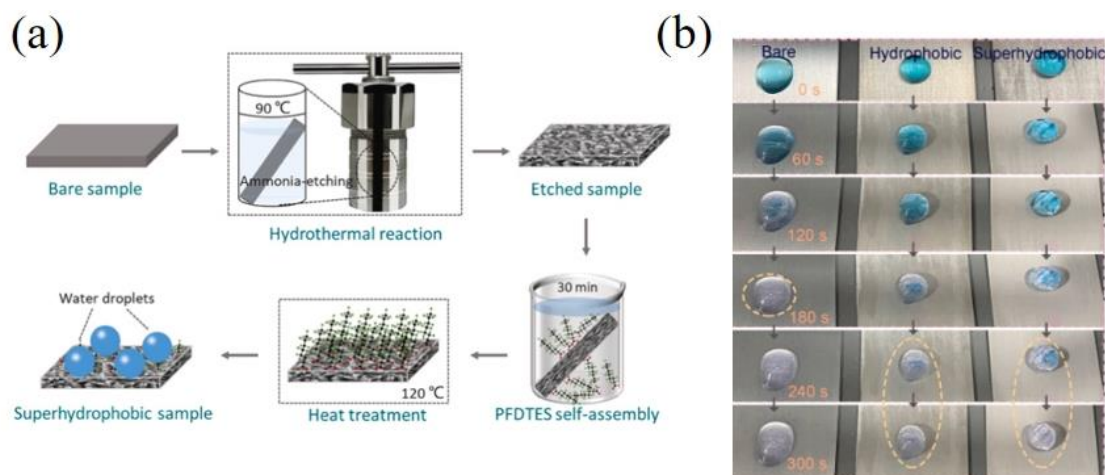 (a)
90 ℃
Ammonia-etching
Bare sample
Hydrothermal reaction
Etched sample
30 min
PFDTES self-assembly
120 ℃
Heat treatment
Water droplets
Superhydrophobic sample
(b)
Bare
Hydrophobic
Superhydrophobic
0 s
60 s
120 s
180 s
240 s
300 s